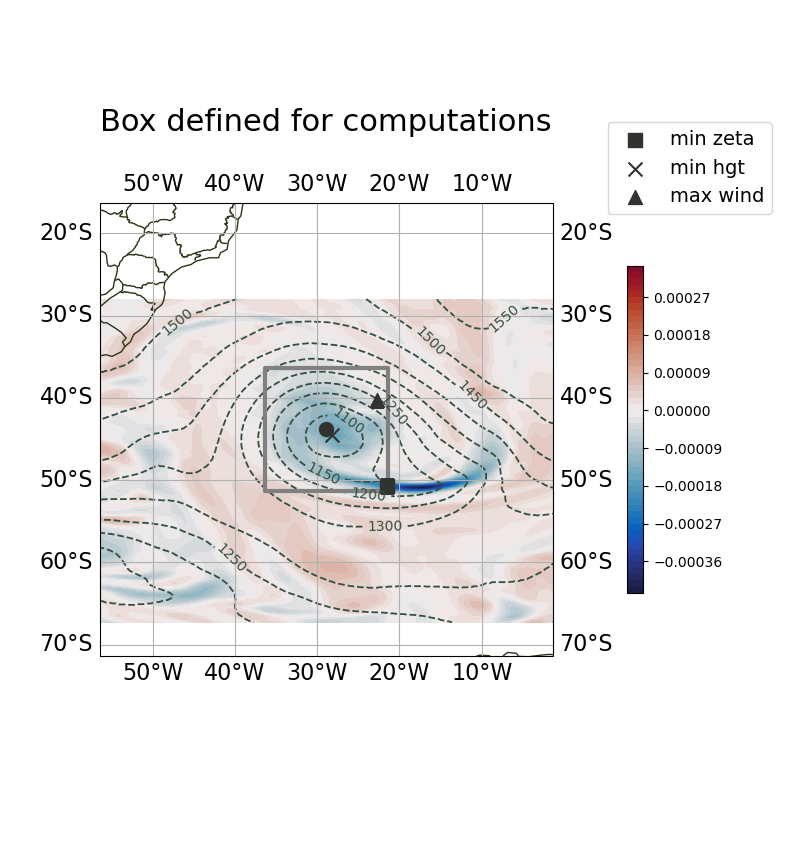 Box defined for computations
min zeta
min hgt
max wind
50°W 40°W 30°W 20°W 10°W
20°S 20°S
30°S 30°S
40°S 40°S
50°S 50°S
60°S 60°S
70°S 70°S
50°W 40°W 30°W 20°W 10°W
1500
1500
1550
1450
1100
1150
1200
1300
1250
0.00027
0.00018
0.00009
0.00000
−0.00009
−0.00018
−0.00027
−0.00036